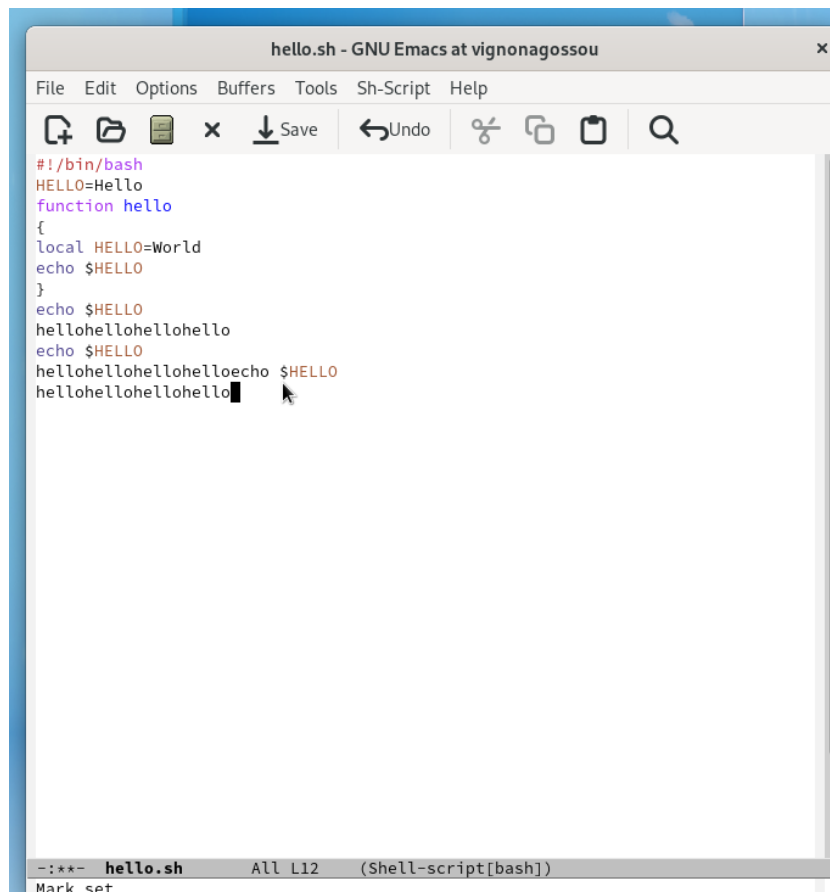 hello.sh - GNU Emacs at vignonagossou
File Edit Options Buffers Tools Sh-Script Help
Save Undo
#!/bin/bash
HELLO=Hello
function hello
{
local HELLO=World
echo $HELLO
}
echo $HELLO
hellohellohellohello
echo $HELLO
hellohellohellohelloecho $HELLO
hellohellohellohello
-:**- hello.sh All L12 (Shell-script[bash])
Mark set